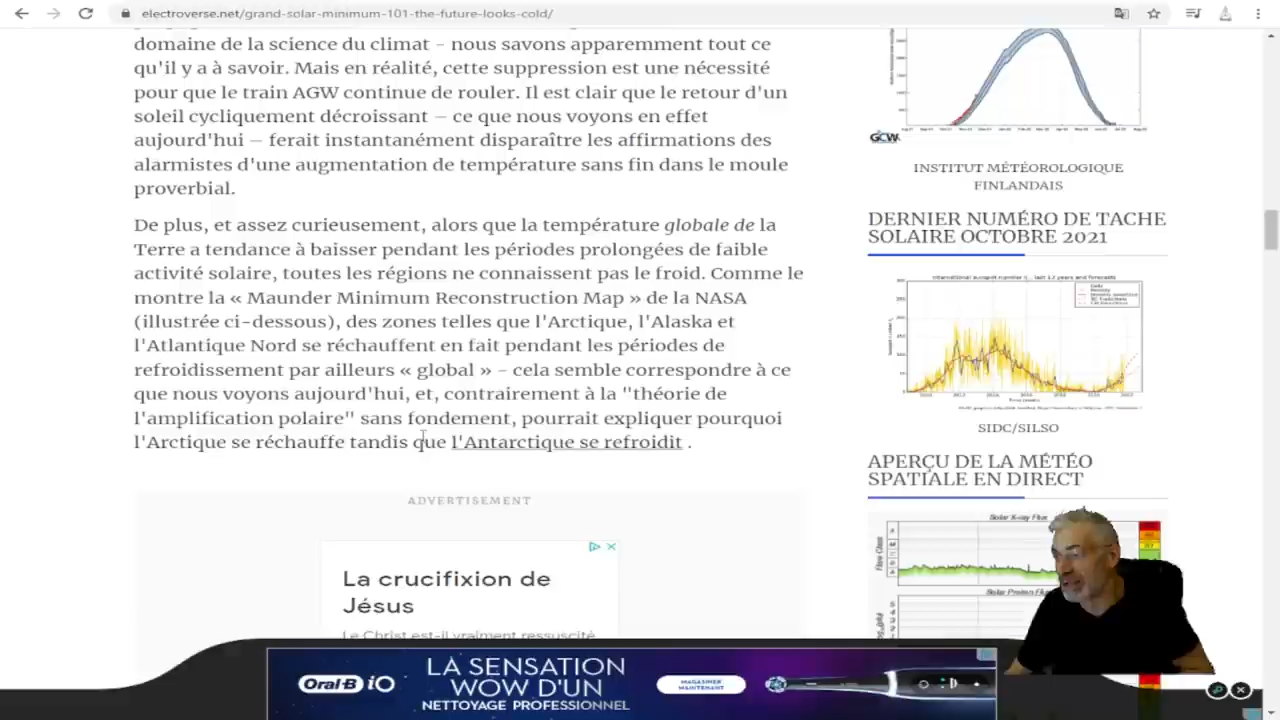 electroverse.net/grand-solar-minimum-101-the-future-looks-cold/
domaine de la science du climat – nous savons apparemment tout ce
qu'il y a à savoir. Mais en réalité, cette suppression est une nécessité
pour que le train AGW continue de rouler. Il est clair que le retour d'un
soleil cycliquement décroissant – ce que nous voyons en effet
aujourd'hui – ferait instantanément disparaître les affirmations des
alarmistes d'une augmentation de température sans fin dans le moule
proverbial.
De plus, et assez curieusement, alors que la température globale de la
Terre a tendance à baisser pendant les périodes prolongées de faible
activité solaire, toutes les régions ne connaissent pas le froid. Comme le
montre la « Maunder Minimum Reconstruction Map » de la NASA
(illustrée ci-dessous), des zones telles que l'Arctique, l'Alaska et
l'Atlantique Nord se réchauffent en fait pendant les périodes de
refroidissement par ailleurs « global » – cela semble correspondre à ce
que nous voyons aujourd'hui, et, contrairement à la "théorie de
l'amplification polaire" sans fondement, pourrait expliquer pourquoi
l'Arctique se réchauffe tandis que l'Antarctique se refroidit .
ADVERTISEMENT
La crucifixion de
Jésus
Le Christ est-il vraiment ressuscité
GCW
INSTITUT MÉTÉOROLOGIQUE
FINLANDAIS
DERNIER NUMÉRO DE TACHE
SOLAIRE OCTOBRE 2021
SIDC/SILSO
APERÇU DE LA MÉTÉO
SPATIALE EN DIRECT
Solar X-ray Flux
Solar Proton Flux
Oral-B iO
LA SENSATION
WOW D'UN
NETTOYAGE PROFESSIONNEL
MAGASINER
MAINTENANT